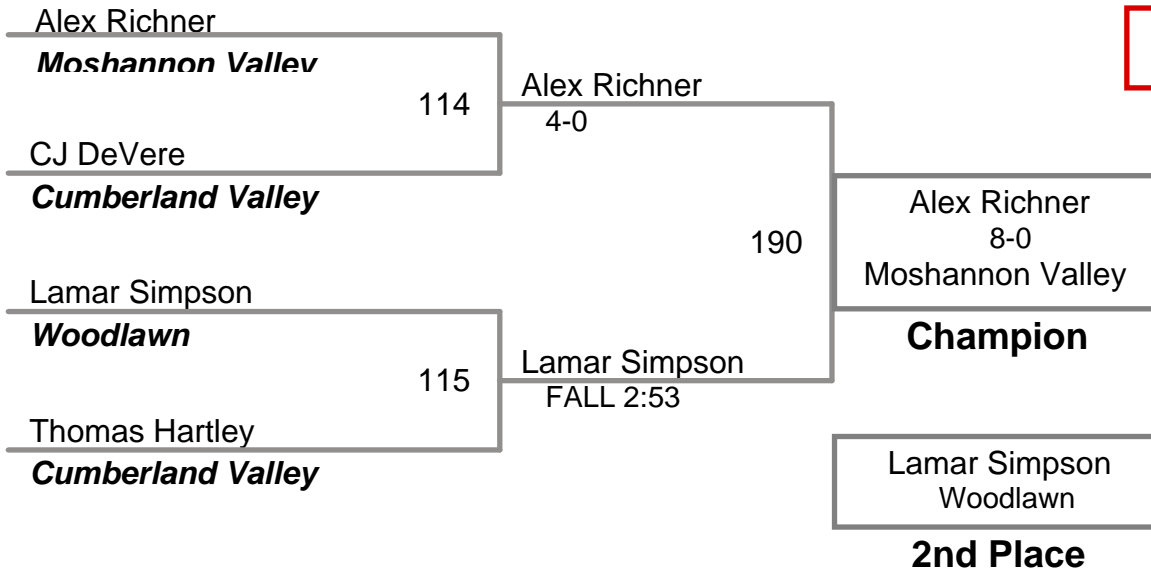 Alex Richner
Moshannon Valley
114
Alex Richner
4-0
CJ DeVere
Cumberland Valley
190
Alex Richner
8-0
Moshannon Valley
Champion
Lamar Simpson
Woodlawn
115
Lamar Simpson
FALL 2:53
Thomas Hartley
Cumberland Valley
Lamar Simpson
Woodlawn
2nd Place